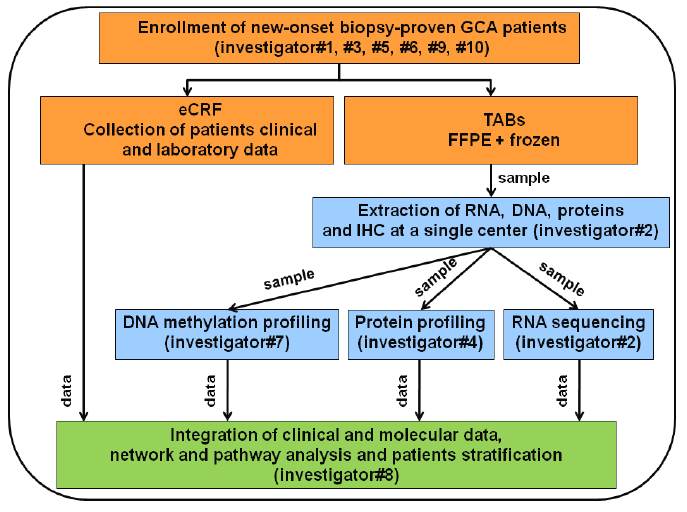 Enrollment of new-onset biopsy-proven GCA patients
(investigator#1, #3, #5, #6, #9, #10)
eCRF
Collection of patients clinical
and laboratory data
TABs
FFPE + frozen
sample
Extraction of RNA, DNA, proteins
and IHC at a single center (investigator#2)
sample
sample
sample
DNA methylation profiling
(investigator#7)
Protein profiling
(investigator#4)
RNA sequencing
(investigator#2)
data
data
data
data
Integration of clinical and molecular data,
network and pathway analysis and patients stratification
(investigator#8)